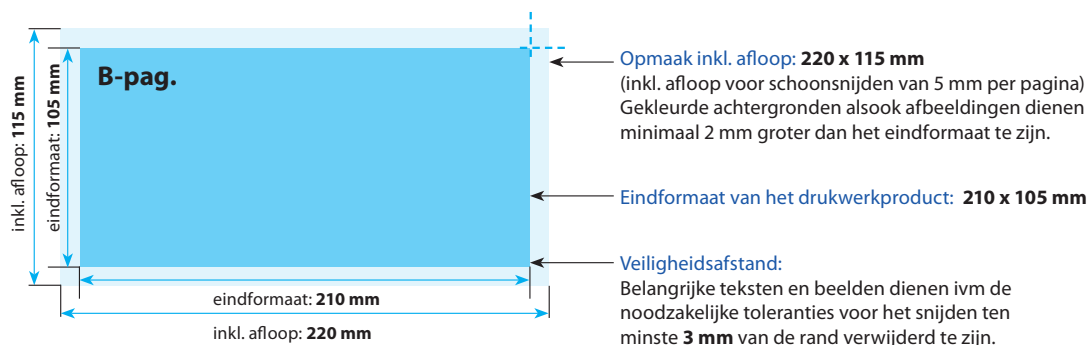 B-pag.
inkl. afloop: 115 mm
eindformaat: 105 mm
eindformaat: 210 mm
inkl. afloop: 220 mm
Opmaak inkl. afloop: 220 x 115 mm
(inkl. afloop voor schoonsnijden van 5 mm per pagina)
Gekleurde achtergronden alsook afbeeldingen dienen
minimaal 2 mm groter dan het eindformaat te zijn.
Eindformaat van het drukwerkproduct: 210 x 105 mm
Veiligheidsafstand:
Belangrijke teksten en beelden dienen ivm de
noodzakelijke toleranties voor het snijden ten
minste 3 mm van de rand verwijderd te zijn.